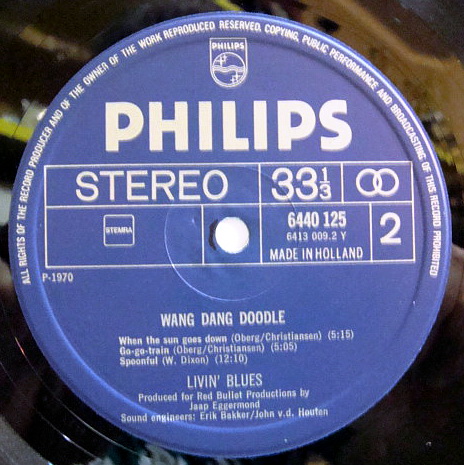 ALL RIGHTS OF THE RECORD PRODUCER AND OF THE OWNER OF THE WORK REPRODUCED RESERVED. COPYING, PUBLIC PERFORMANCE AND BROADCASTING OF THIS RECORD PROHIBITED
PHILIPS
PHILIPS
STEREO 33 1/3
STEMRA
6440 125
6413 009.2 Y
2
MADE IN HOLLAND
P-1970
WANG DANG DOODLE
When the sun goes down (Oberg/Christiansen) (5:15)
Go-go-train (Oberg/Christiansen) (5:05)
Spoonful (W. Dixon) (12:10)
LIVIN' BLUES
Produced for Red Bullet Productions by
Jaap Eggermond
Sound engineers: Erik Bakker/John v.d. Houten